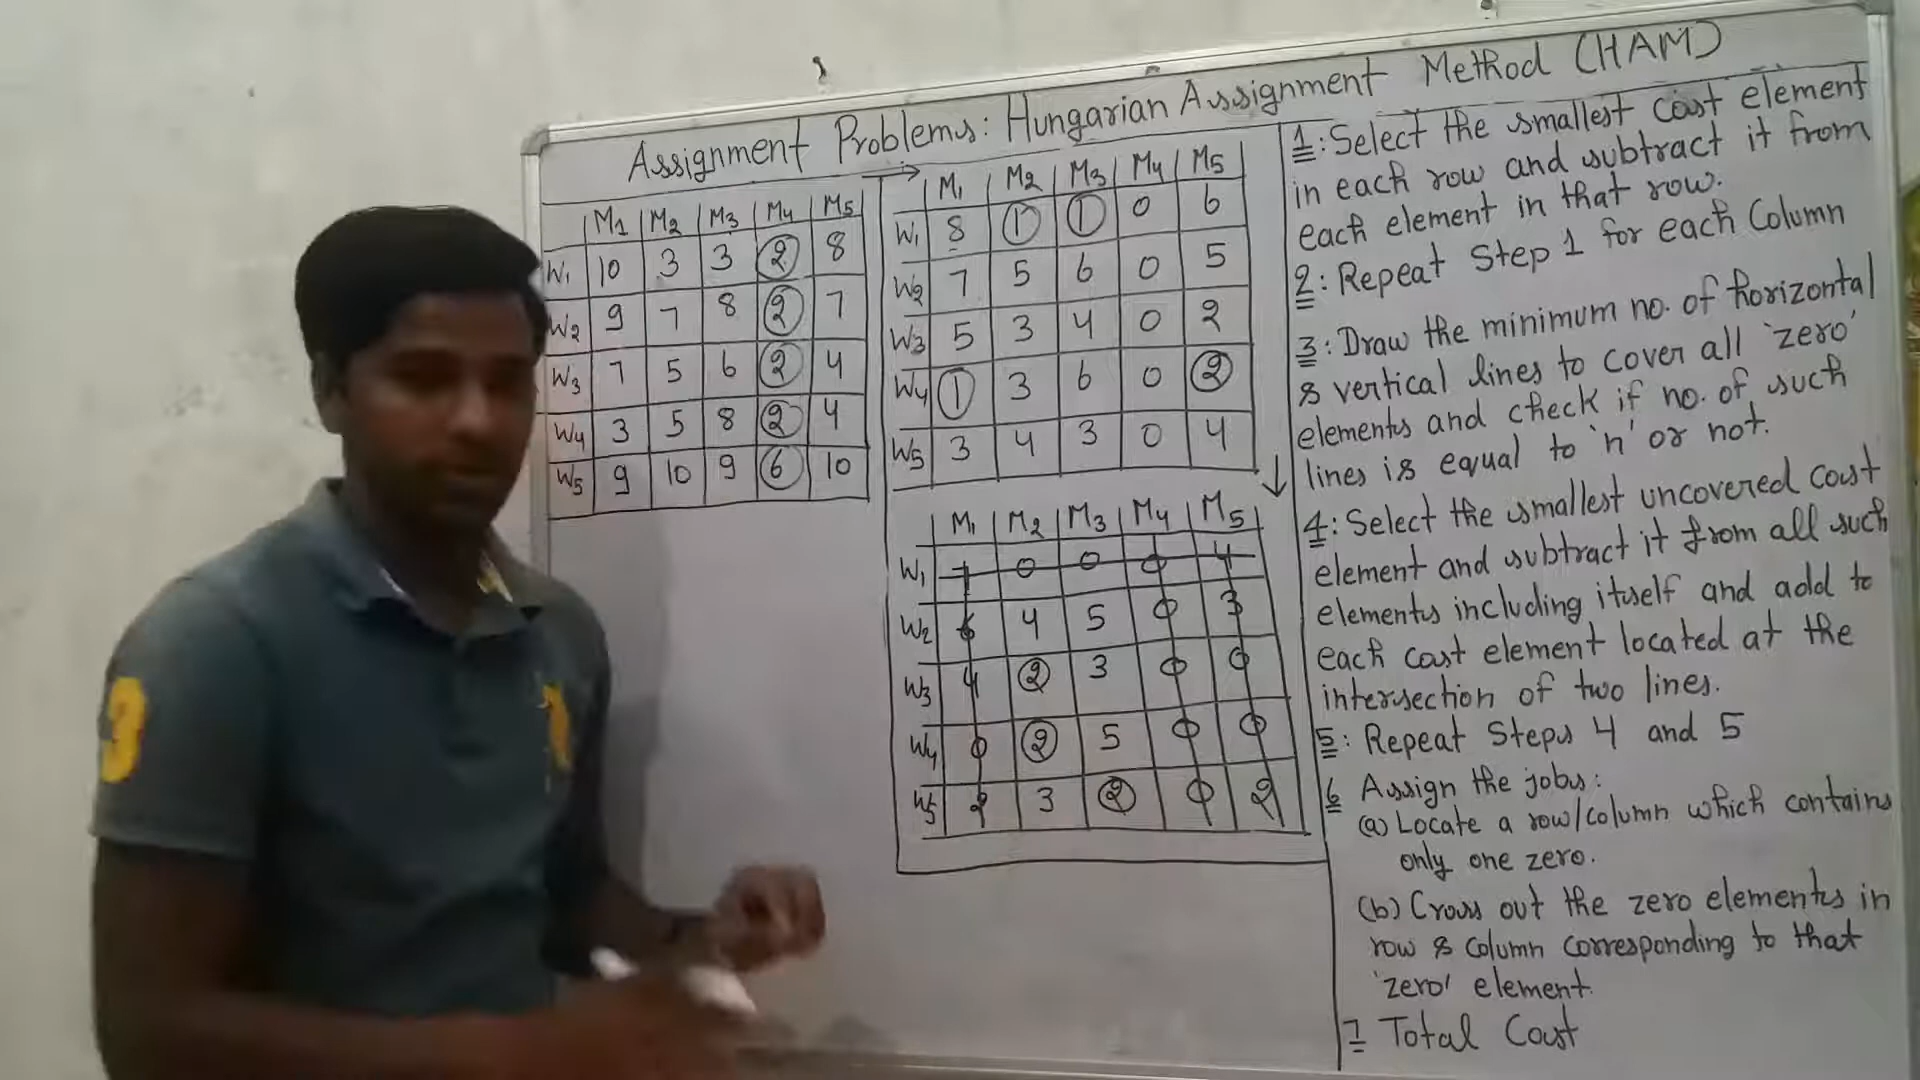 Assignment Problems: Hungarian Assignment Method (HAM)
M1 M2 M3 M4 M5
W1 10 3 3 2 8
W2 9 7 8 2 7
W3 7 5 6 2 4
W4 3 5 8 2 4
W5 9 10 9 6 10
M1 M2 M3 M4 M5
W1 8 1 1 0 6
W2 7 5 6 0 5
W3 5 3 4 0 2
W4 1 3 6 0 2
W5 3 4 3 0 4
M1 M2 M3 M4 M5
W1 7 0 0 0 4
W2 6 4 5 0 3
W3 4 2 3 0 0
W4 0 2 5 0 0
W5 2 3 2 0 2
1: Select the smallest cost element
in each row and subtract it from
each element in that row.
2: Repeat Step 1 for each Column
3: Draw the minimum no. of horizontal
& vertical lines to cover all 'zero'
elements and check if no. of such
lines is equal to 'n' or not.
4: Select the smallest uncovered cost
element and subtract it from all such
elements including itself and add to
each cost element located at the
intersection of two lines.
5: Repeat Steps 4 and 5
6 Assign the jobs:
(a) Locate a row/column which contains
only one zero.
(b) Cross out the zero elements in
row & column corresponding to that
'zero' element.
7 Total Cost
3